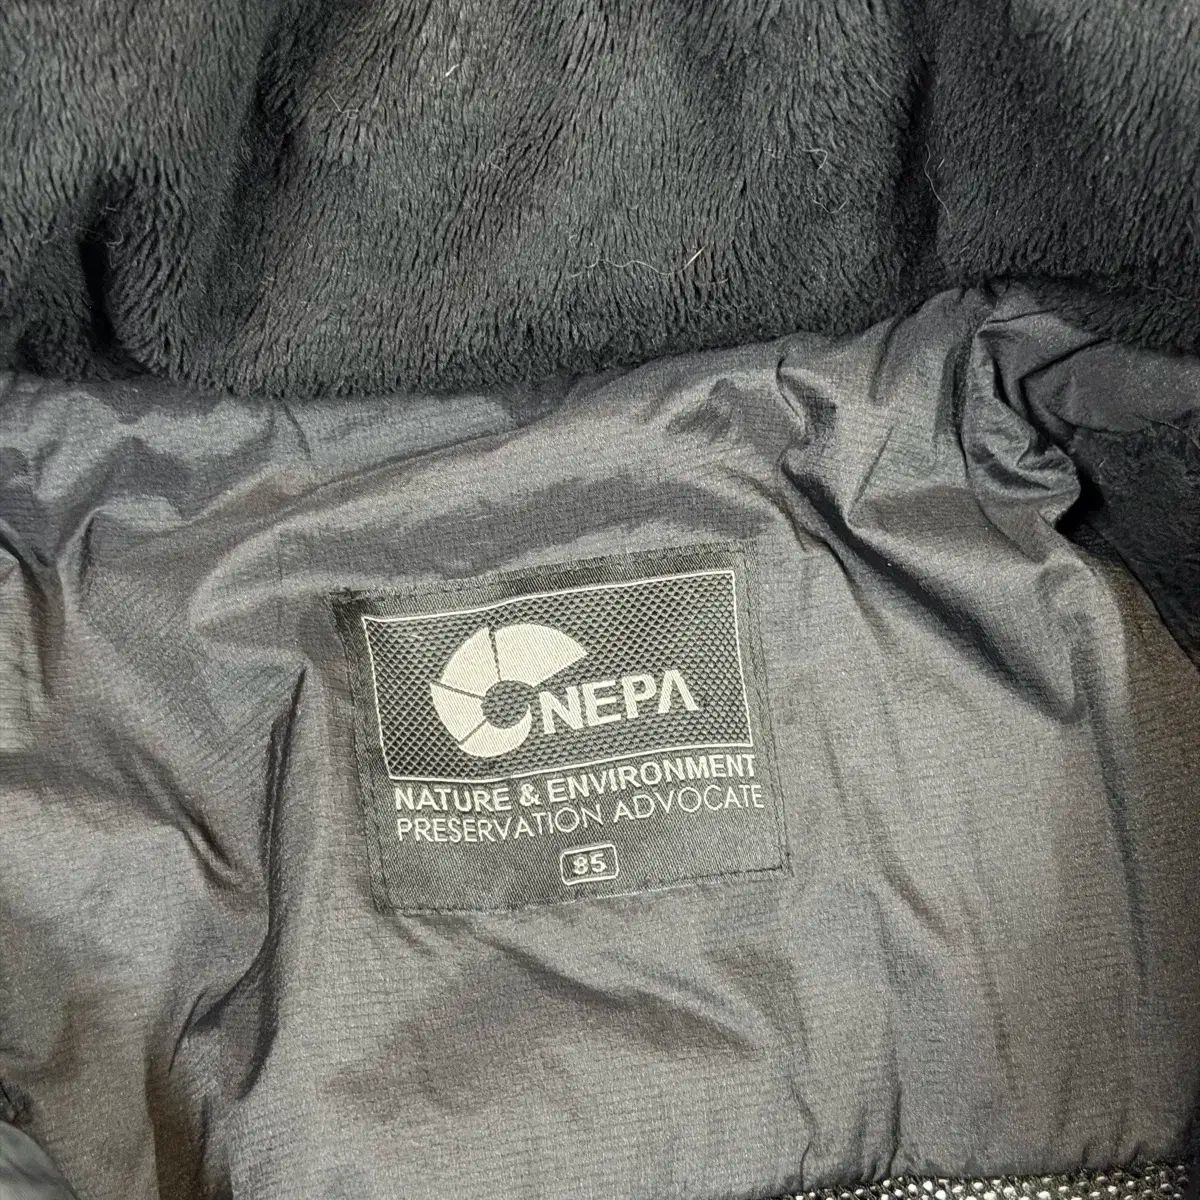 NEPA
NATURE & ENVIRONMENT
PRESERVATION ADVOCATE
85